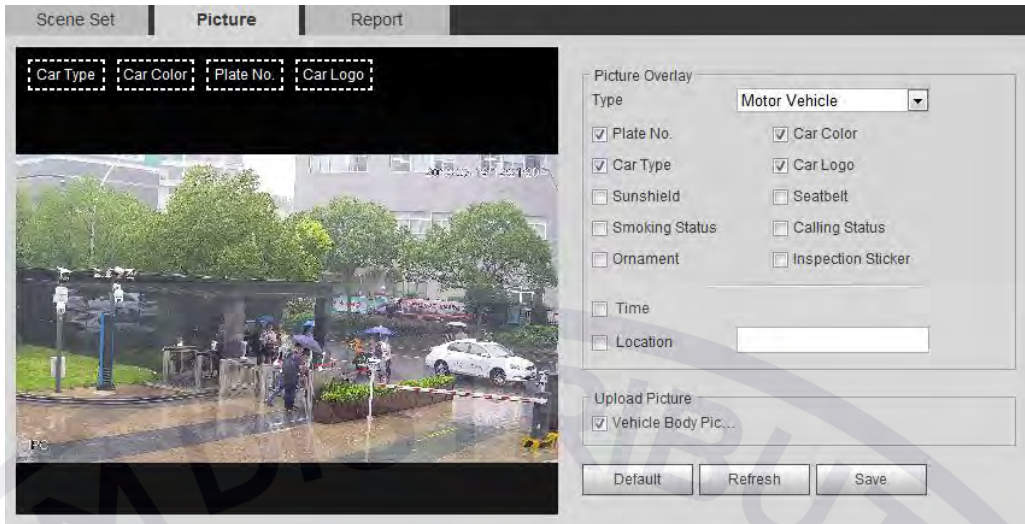 Scene Set Picture Report
Car Type Car Color Plate No. Car Logo
IPC
Picture Overlay
Type Motor Vehicle
Plate No. Car Color
Car Type Car Logo
Sunshield Seatbelt
Smoking Status Calling Status
Ornament Inspection Sticker
Time
Location
Upload Picture
Vehicle Body Pic...
Default Refresh Save